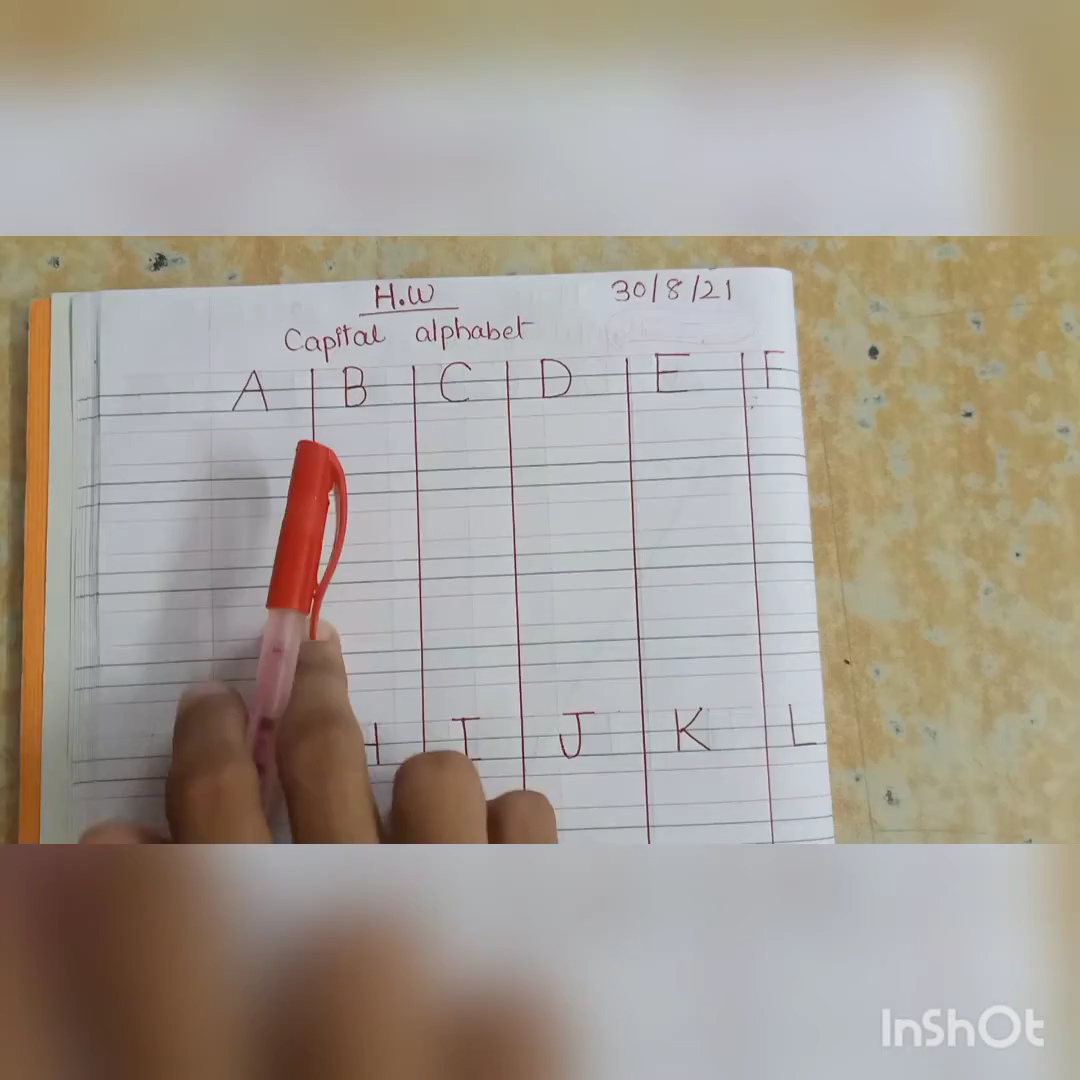 H.W 30/8/21
Capital alphabet
A B C D E F
H I J K L
InShOt